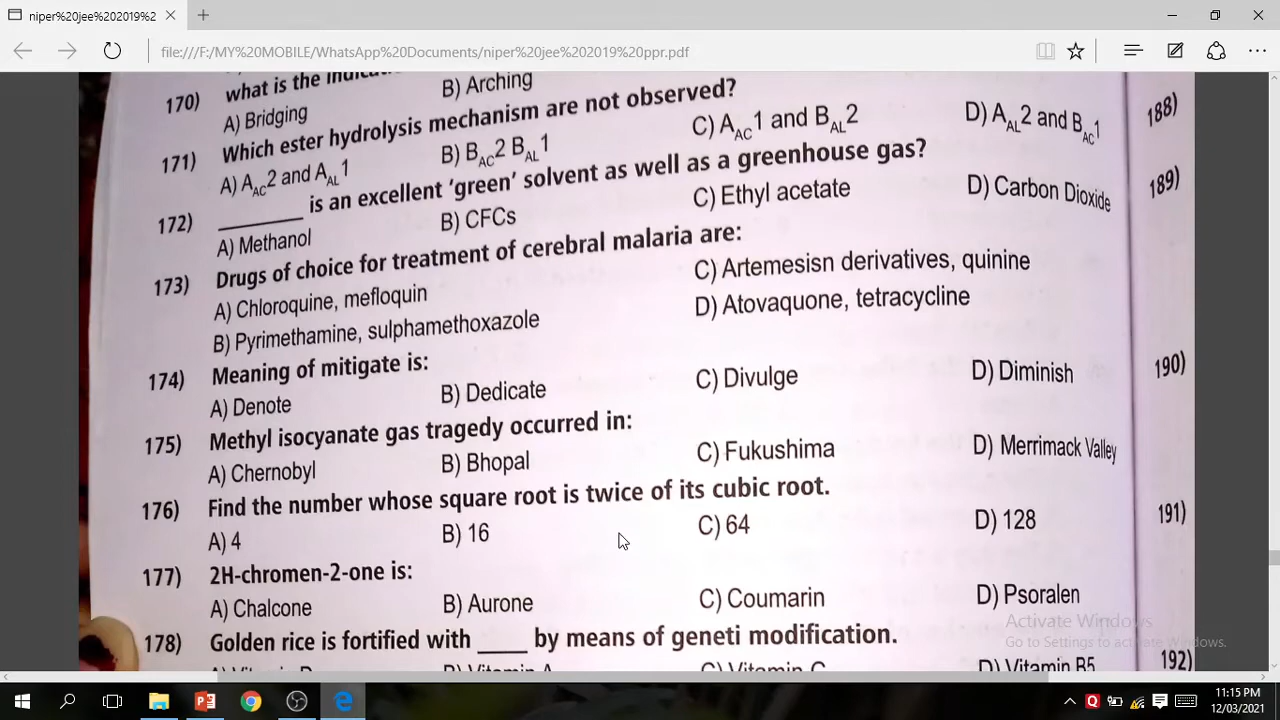 niper%20jee%202019%2
file:///F:/MY%20MOBILE/WhatsApp%20Documents/niper%20jee%202019%20ppr.pdf
170) what is the
A) Bridging B) Arching
171) Which ester hydrolysis mechanism are not observed?
A) AAC2 and AAL1 B) BAC2 BAL1 C) AAC1 and BAL2 D) AAL2 and BAC1
188)
172) ______ is an excellent 'green' solvent as well as a greenhouse gas?
A) Methanol B) CFCs C) Ethyl acetate D) Carbon Dioxide
189)
173) Drugs of choice for treatment of cerebral malaria are:
A) Chloroquine, mefloquin C) Artemesisn derivatives, quinine
B) Pyrimethamine, sulphamethoxazole D) Atovaquone, tetracycline
174) Meaning of mitigate is:
A) Denote B) Dedicate C) Divulge D) Diminish
190)
175) Methyl isocyanate gas tragedy occurred in:
A) Chernobyl B) Bhopal C) Fukushima D) Merrimack Valley
176) Find the number whose square root is twice of its cubic root.
A) 4 B) 16 C) 64 D) 128
191)
177) 2H-chromen-2-one is:
A) Chalcone B) Aurone C) Coumarin D) Psoralen
Activate Windows
Go to Settings to activate Windows.
178) Golden rice is fortified with ____ by means of geneti modification.
B) Vitamin A C) Vitamin C D) Vitamin B5
192)
11:15 PM
12/03/2021